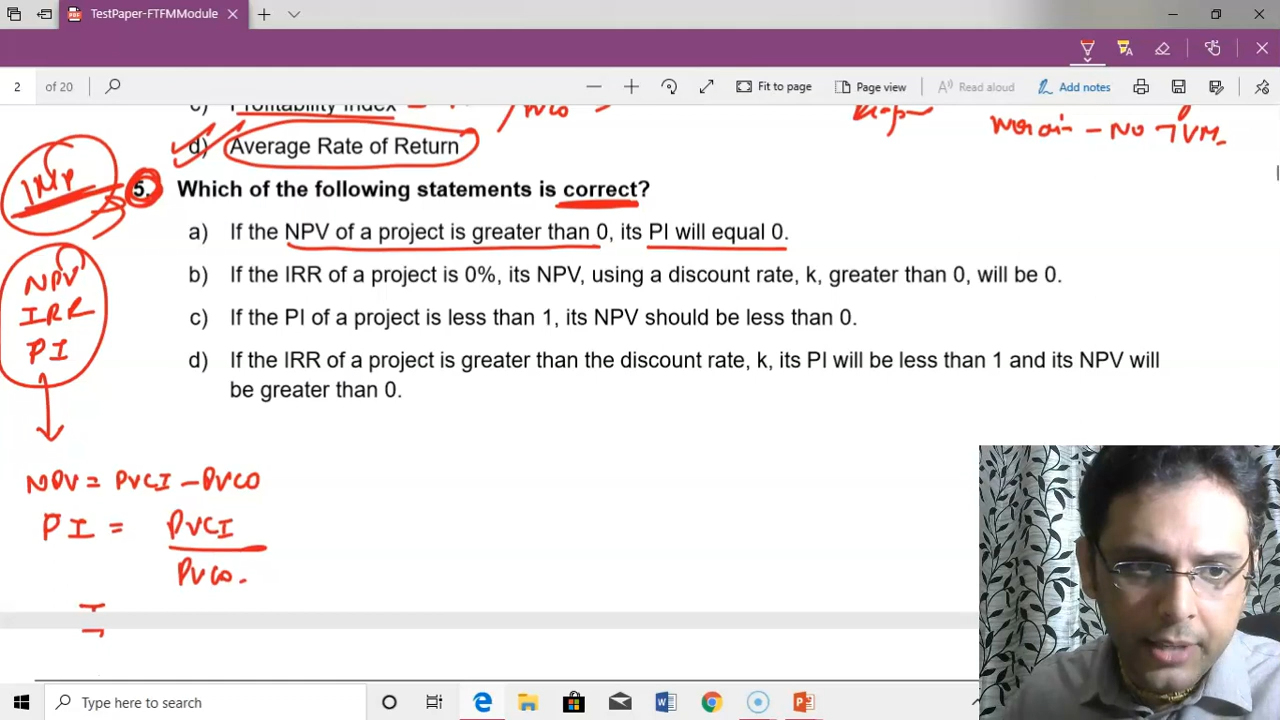 TestPaper-FTFMModule
2 of 20
Fit to page
Page view
Read aloud
Add notes
c) Profitability Index
/PVCO =
d) Average Rate of Return
- No TVM
IMP
5. Which of the following statements is correct?
a) If the NPV of a project is greater than 0, its PI will equal 0.
b) If the IRR of a project is 0%, its NPV, using a discount rate, k, greater than 0, will be 0.
c) If the PI of a project is less than 1, its NPV should be less than 0.
d) If the IRR of a project is greater than the discount rate, k, its PI will be less than 1 and its NPV will
be greater than 0.
NPV
IRR
PI
NPV = PVCI - PVCO
PI = PVCI
PVCO.
I
Type here to search